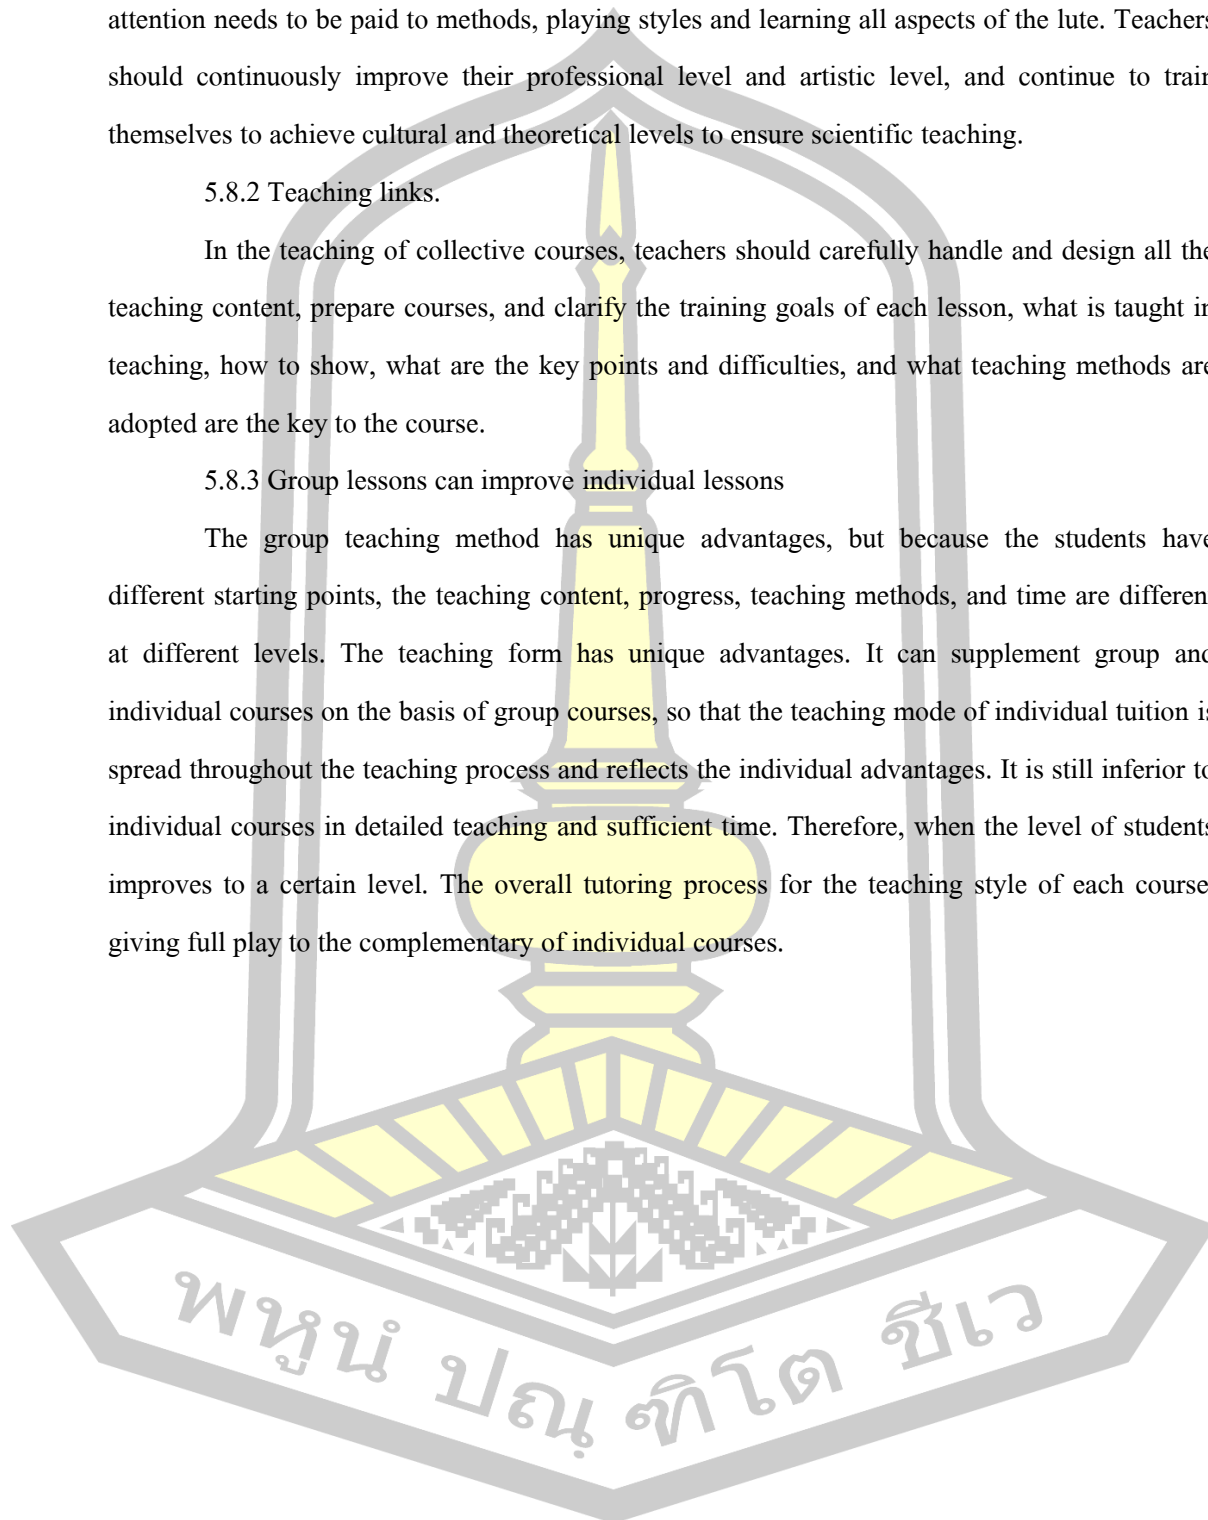 attention needs to be paid to methods, playing styles and learning all aspects of the lute. Teachers
should continuously improve their professional level and artistic level, and continue to train
themselves to achieve cultural and theoretical levels to ensure scientific teaching.
5.8.2 Teaching links.
In the teaching of collective courses, teachers should carefully handle and design all the
teaching content, prepare courses, and clarify the training goals of each lesson, what is taught in
teaching, how to show, what are the key points and difficulties, and what teaching methods are
adopted are the key to the course.
5.8.3 Group lessons can improve individual lessons
The group teaching method has unique advantages, but because the students have
different starting points, the teaching content, progress, teaching methods, and time are different
at different levels. The teaching form has unique advantages. It can supplement group and
individual courses on the basis of group courses, so that the teaching mode of individual tuition is
spread throughout the teaching process and reflects the individual advantages. It is still inferior to
individual courses in detailed teaching and sufficient time. Therefore, when the level of students
improves to a certain level. The overall tutoring process for the teaching style of each course
giving full play to the complementary of individual courses.
พหูนํ ปณฺฑิโต ชีเว